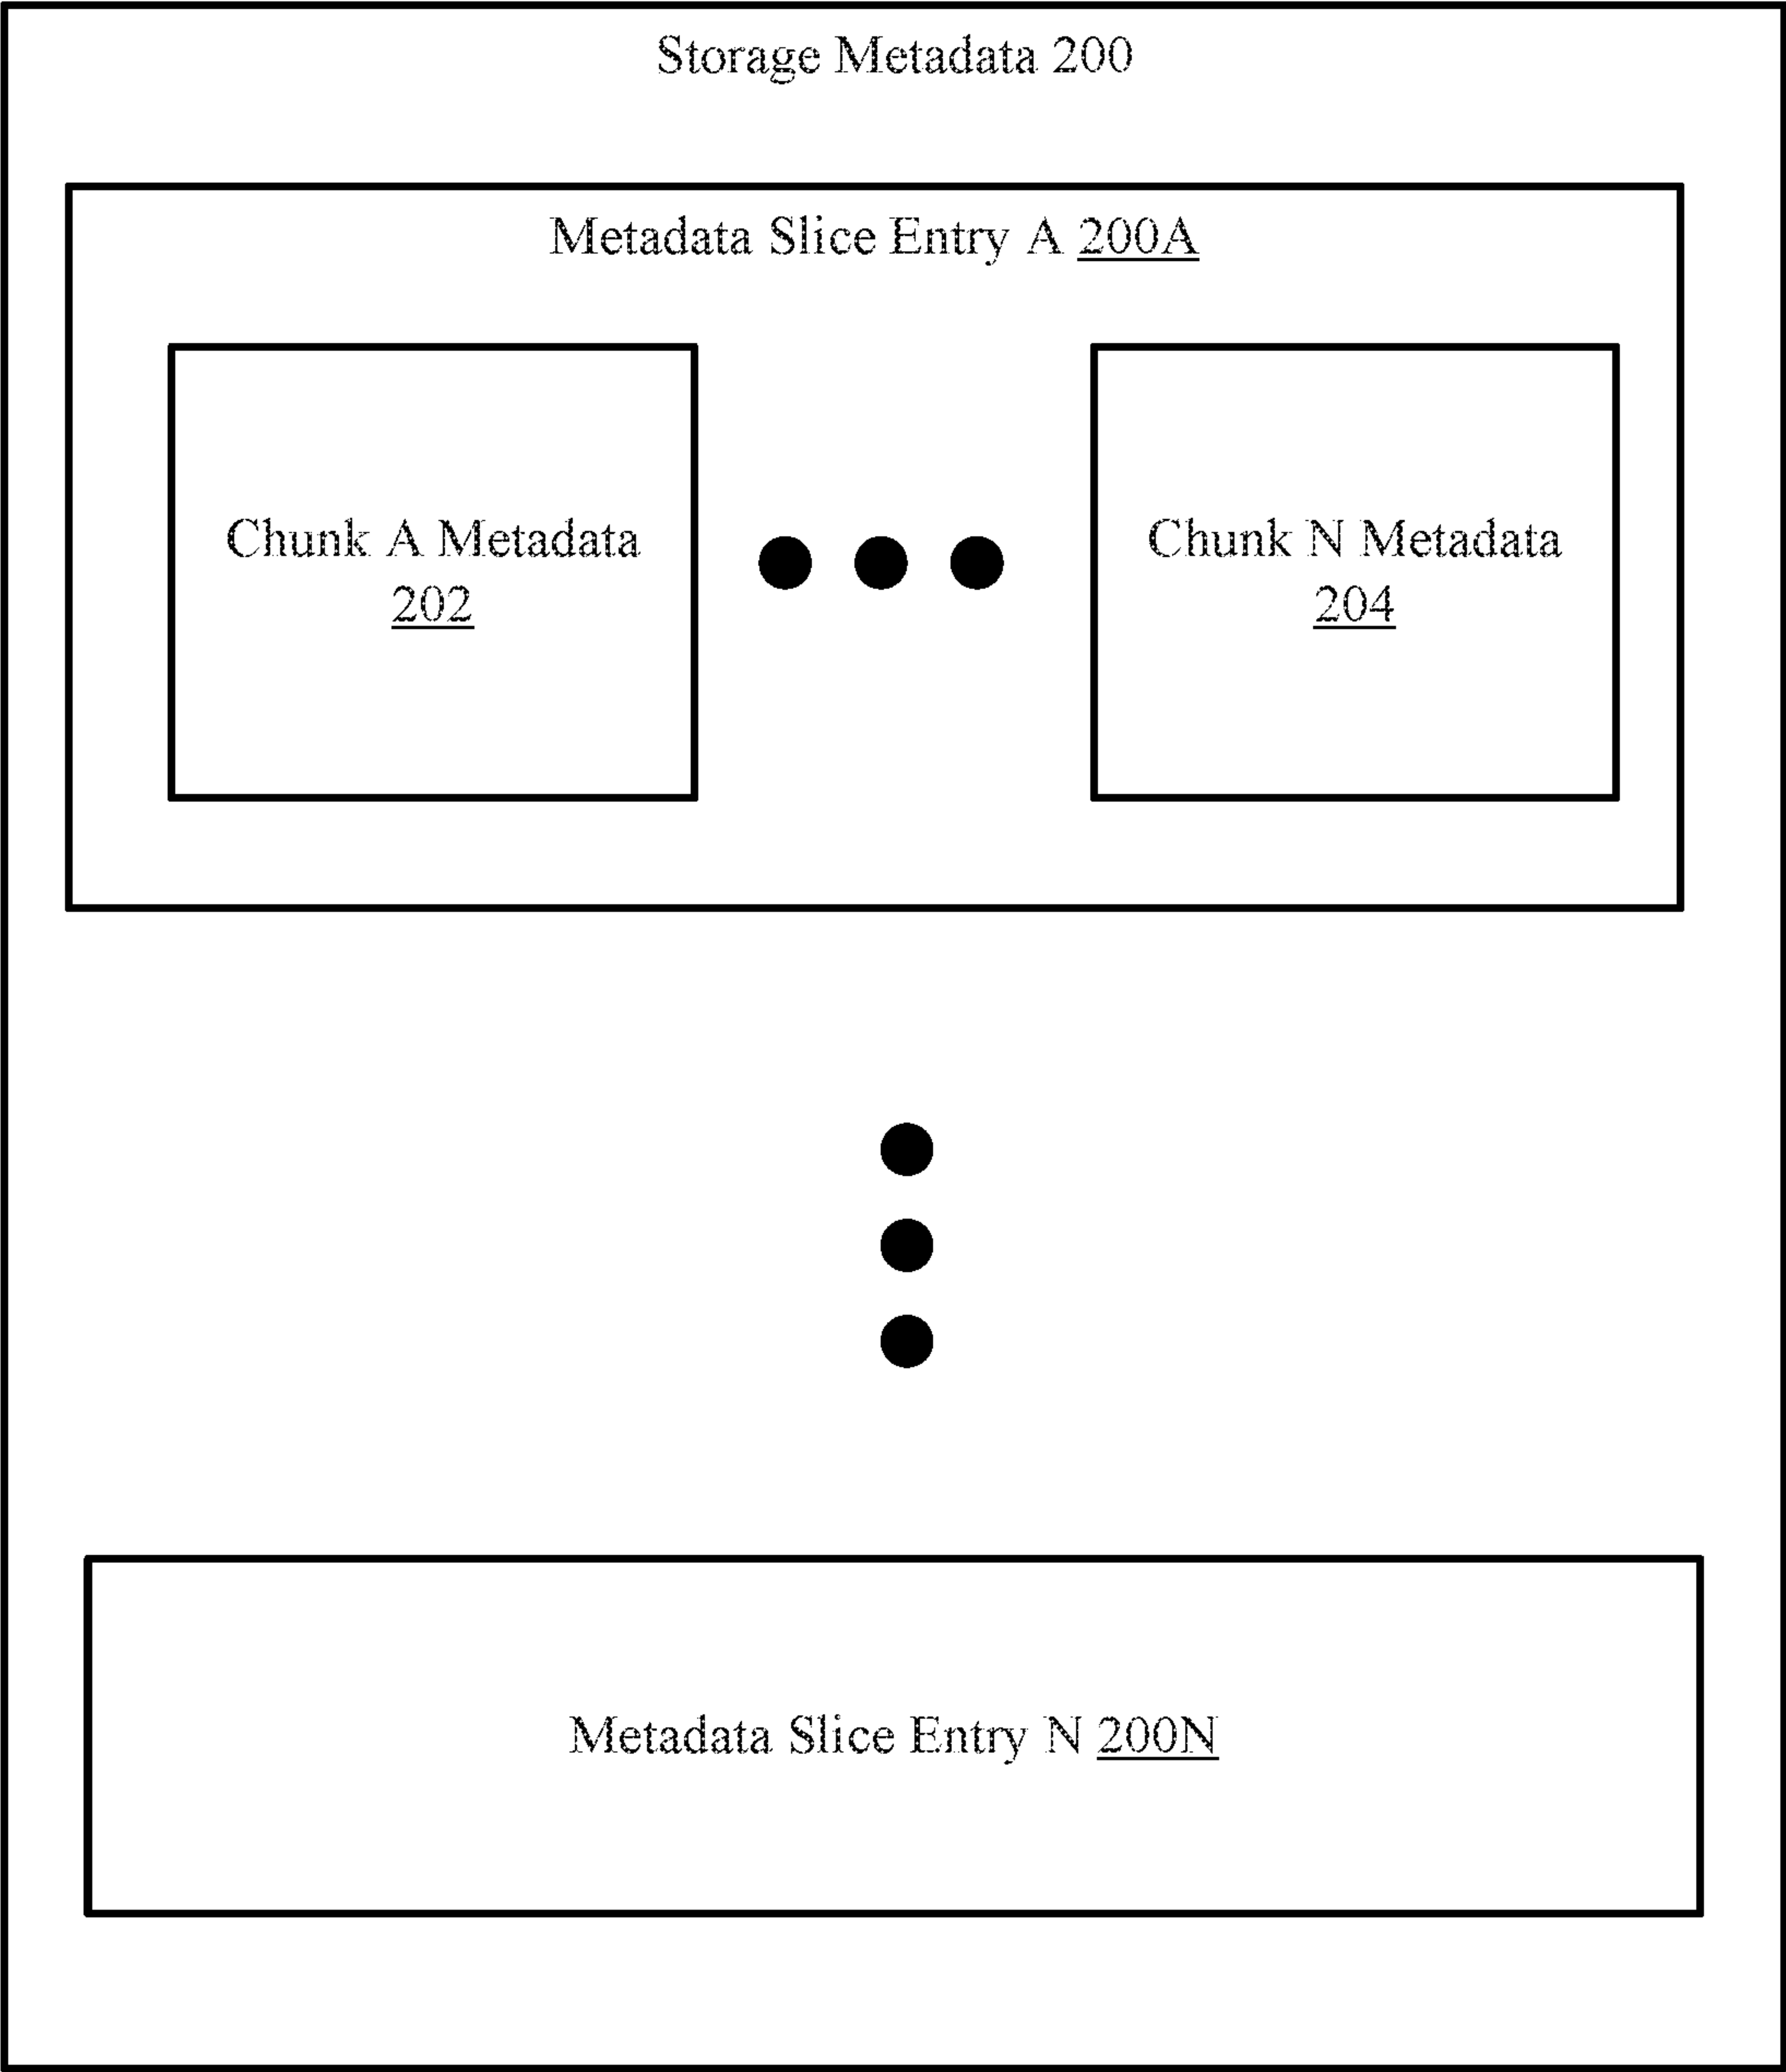 Storage Metadata 200
Metadata Slice Entry A 200A
Chunk A Metadata
202
Chunk N Metadata
204
Metadata Slice Entry N 200N